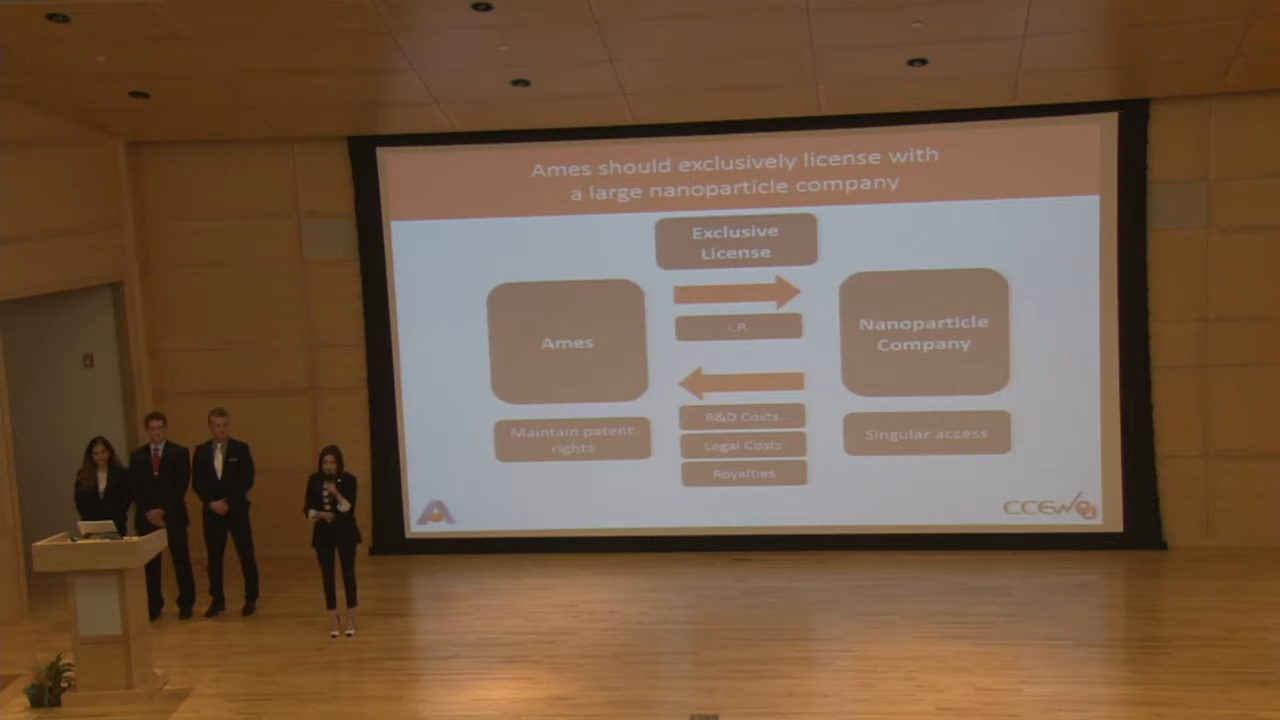 Ames should exclusively license with
a large nanoparticle company
Exclusive
License
Ames
I.P.
Nanoparticle
Company
Maintain patent
rights
R&D Costs
Legal Costs
Royalties
Singular access
CCEW
OU